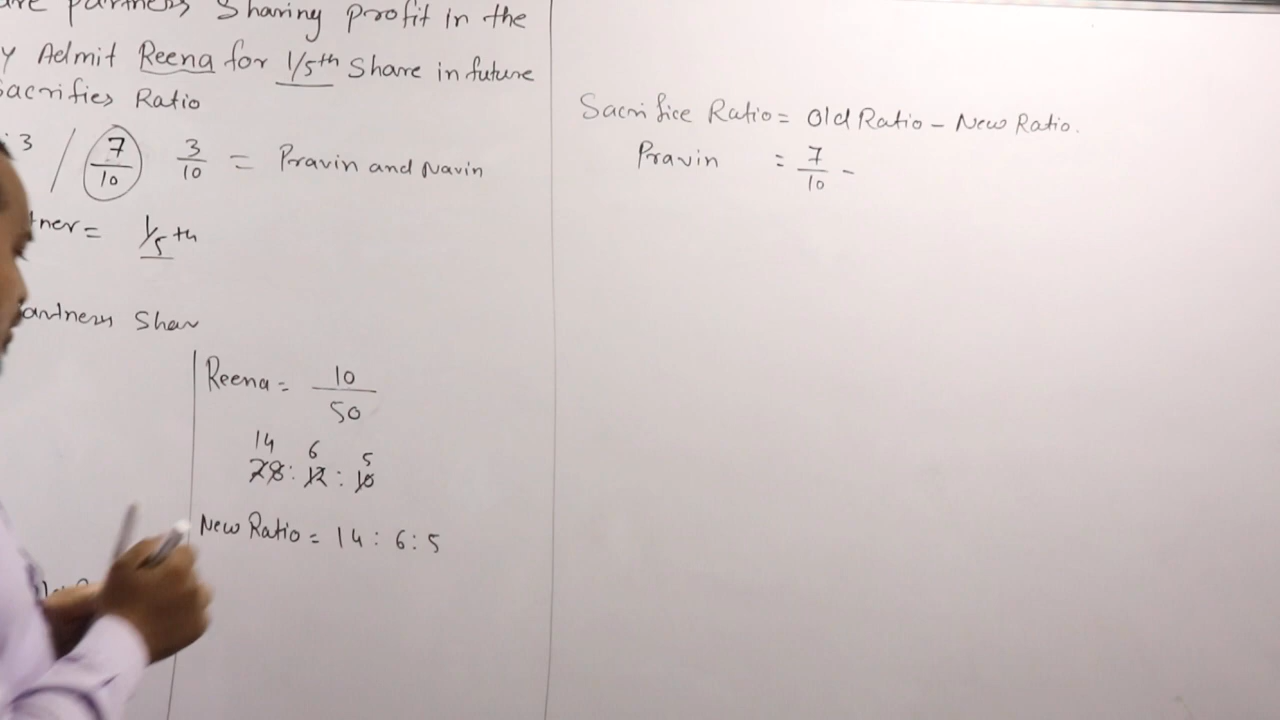 are partners Sharing profit in the
y Admit Reena for 1/5th Share in future
Sacrifies Ratio
: 3 / 7/10 3/10 = Pravin and Navin
tner = 1/5th
artners Shar
Reena = 10/50
14 6 5
28 : 12 : 10
New Ratio = 14 : 6 : 5
Sacrifice Ratio = Old Ratio - New Ratio.
Pravin = 7/10 -